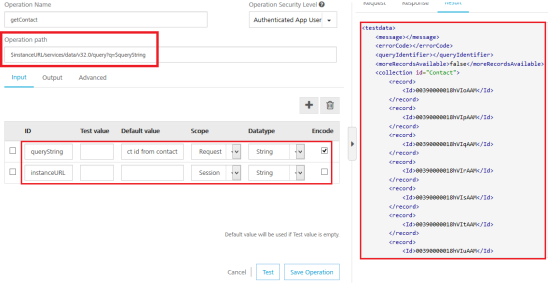 Operation Name
Operation Security Level
getContact
Authenticated App User
Operation path
$instanceURL/services/data/v32.0/query?q=$queryString
Input Output Advanced
ID Test value Default value Scope Datatype Encode
queryString ct id from contact Request String
instanceURL Session String
Default value will be used if Test value is empty.
Cancel Test Save Operation
<testdata>
<message></message>
<errorCode></errorCode>
<queryIdentifier></queryIdentifier>
<moreRecordsAvailable>false</moreRecordsAvailable>
<collection id="Contact">
<record>
<Id>00390000018hVIoAAM</Id>
</record>
<record>
<Id>00390000018hVIpAAM</Id>
</record>
<record>
<Id>00390000018hVIqAAM</Id>
</record>
<record>
<Id>00390000018hVIrAAM</Id>
</record>
<record>
<Id>00390000018hVIsAAM</Id>
</record>
<record>
<Id>00390000018hVItAAM</Id>
</record>
<record>
<Id>00390000018hVIuAAM</Id>